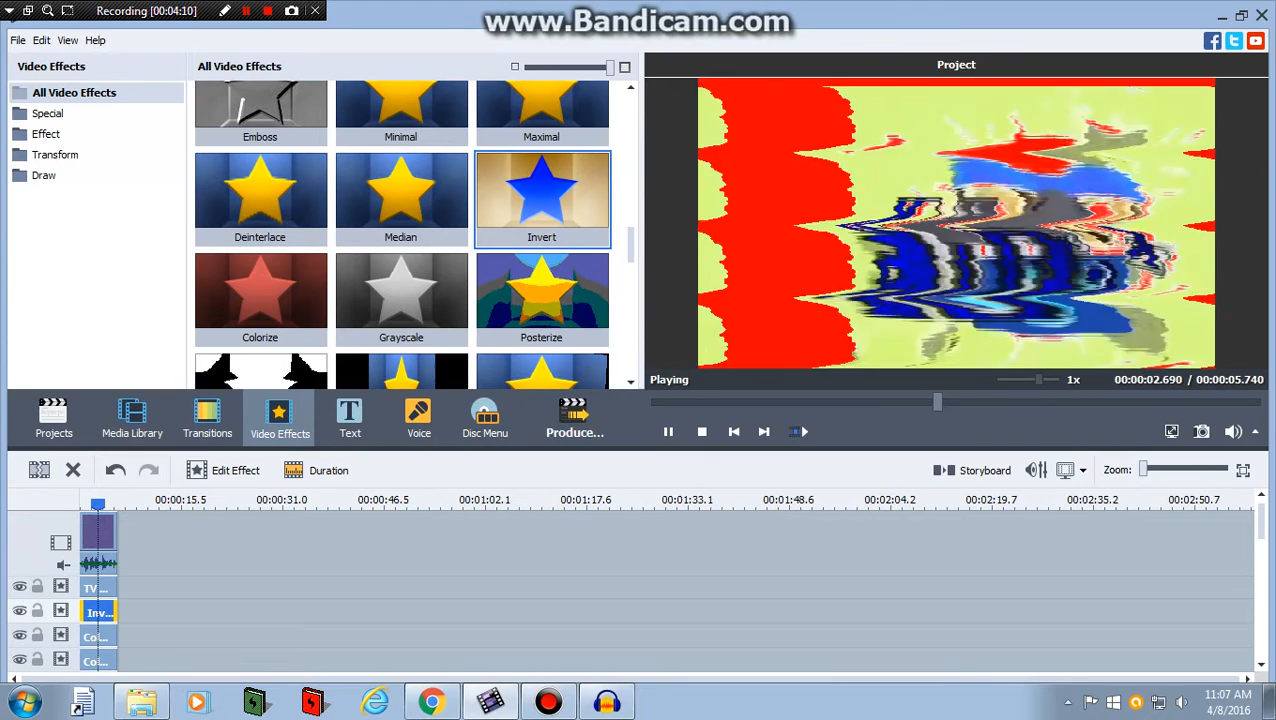 Recording [00:04:10]
www.Bandicam.com
File Edit View Help
Video Effects
All Video Effects
Special
Effect
Transform
Draw
All Video Effects
Emboss Minimal Maximal
Deinterlace Median Invert
Colorize Grayscale Posterize
Project
Playing 1x 00:00:02.690 / 00:00:05.740
Projects Media Library Transitions Video Effects Text Voice Disc Menu Produce...
Edit Effect Duration Storyboard Zoom:
00:00:15.5 00:00:31.0 00:00:46.5 00:01:02.1 00:01:17.6 00:01:33.1 00:01:48.6 00:02:04.2 00:02:19.7 00:02:35.2 00:02:50.7
TV...
Inv...
Co...
Co...
11:07 AM
4/8/2016